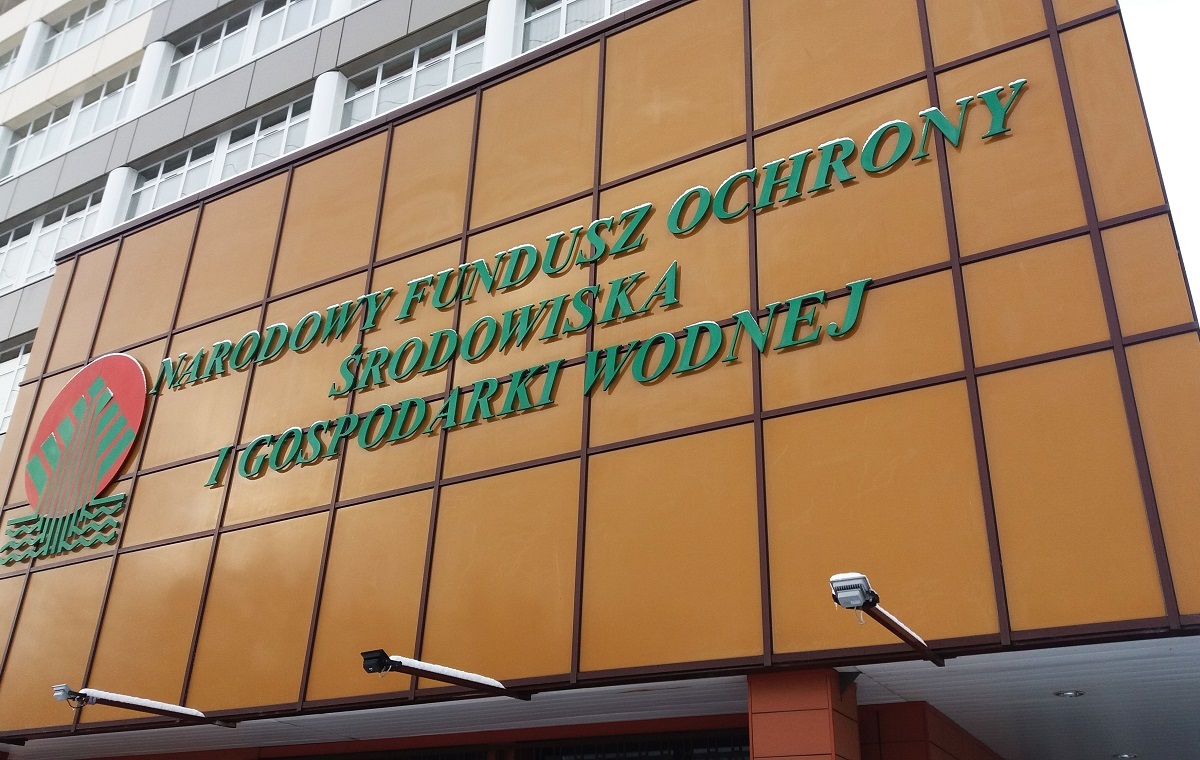 NARODOWY FUNDUSZ OCHRONY
ŚRODOWISKA
I GOSPODARKI WODNEJ